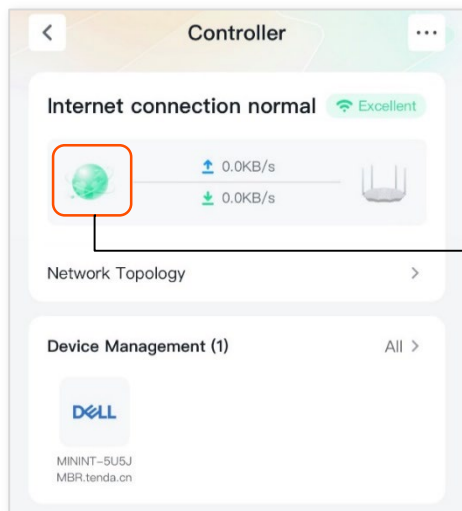 Controller
Internet connection normal
Excellent
0.0KB/s
0.0KB/s
Network Topology
Device Management (1)
All
DELL
MININT-5U5J
MBR.tenda.cn